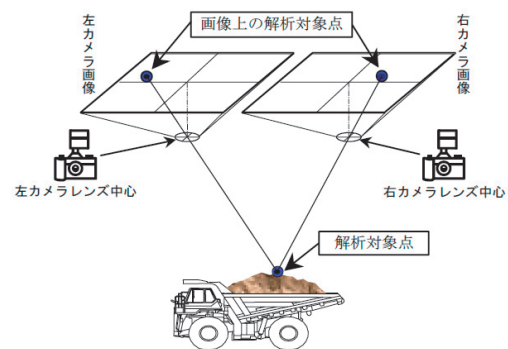 左カメラ画像
画像上の解析対象点
右カメラ画像
左カメラレンズ中心
右カメラレンズ中心
解析対象点